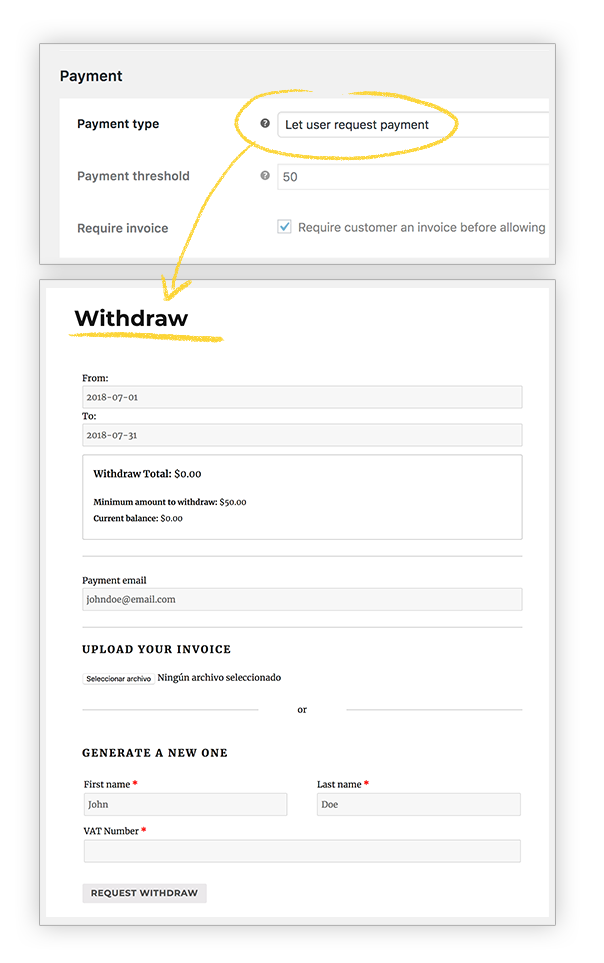 Payment
Payment type
? Let user request payment
Payment threshold
? 50
Require invoice
Require customer an invoice before allowing
Withdraw
From:
2018-07-01
To:
2018-07-31
Withdraw Total: $0.00
Minimum amount to withdraw: $50.00
Current balance: $0.00
Payment email
johndoe@email.com
UPLOAD YOUR INVOICE
Seleccionar archivo Ningún archivo seleccionado
or
GENERATE A NEW ONE
First name * Last name *
John Doe
VAT Number *
REQUEST WITHDRAW